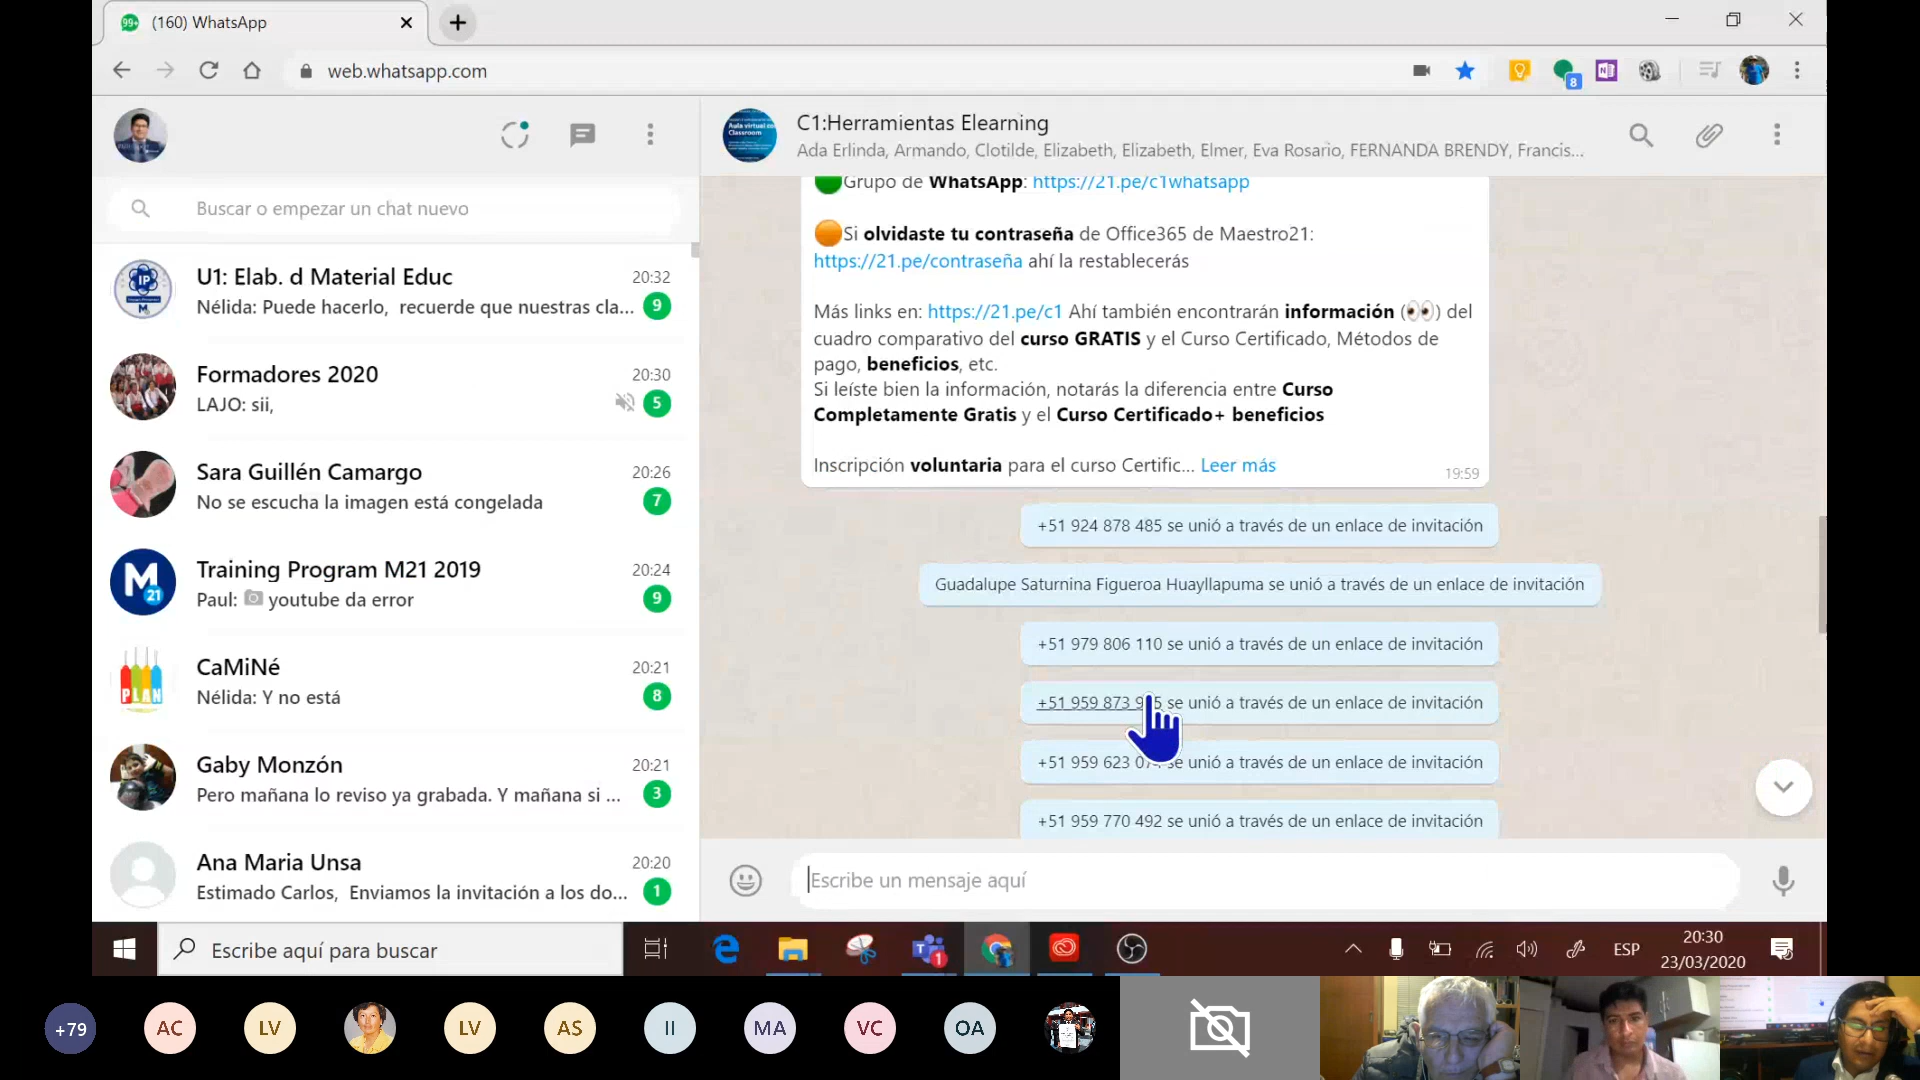 (160) WhatsApp
web.whatsapp.com
8
C1:Herramientas Elearning
Ada Erlinda, Armando, Clotilde, Elizabeth, Elizabeth, Elmer, Eva Rosario, FERNANDA BRENDY, Francis...
Buscar o empezar un chat nuevo
U1: Elab. d Material Educ 20:32
Nélida: Puede hacerlo, recuerde que nuestras cla... 9
Formadores 2020 20:30
LAJO: sii, 5
Sara Guillén Camargo 20:26
No se escucha la imagen está congelada 7
Training Program M21 2019 20:24
Paul: youtube da error 9
CaMiNé 20:21
Nélida: Y no está 8
Gaby Monzón 20:21
Pero mañana lo reviso ya grabada. Y mañana si ... 3
Ana Maria Unsa 20:20
Estimado Carlos, Enviamos la invitación a los do... 1
Grupo de WhatsApp: https://21.pe/c1whatsapp
Si olvidaste tu contraseña de Office365 de Maestro21:
https://21.pe/contraseña ahí la restablecerás
Más links en: https://21.pe/c1 Ahí también encontrarán información (👀) del
cuadro comparativo del curso GRATIS y el Curso Certificado, Métodos de
pago, beneficios, etc.
Si leíste bien la información, notarás la diferencia entre Curso
Completamente Gratis y el Curso Certificado+ beneficios
Inscripción voluntaria para el curso Certific... Leer más
19:59
+51 924 878 485 se unió a través de un enlace de invitación
Guadalupe Saturnina Figueroa Huayllapuma se unió a través de un enlace de invitación
+51 979 806 110 se unió a través de un enlace de invitación
+51 959 873 se unió a través de un enlace de invitación
+51 959 623 se unió a través de un enlace de invitación
+51 959 770 492 se unió a través de un enlace de invitación
Escribe un mensaje aquí
Escribe aquí para buscar
ESP
20:30
23/03/2020
+79 AC LV LV AS II MA VC OA